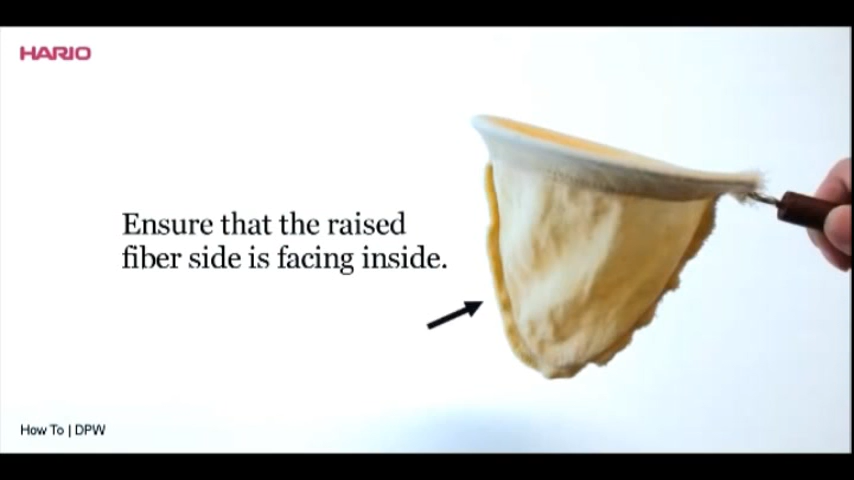 HARIO
Ensure that the raised
fiber side is facing inside.
How To | DPW